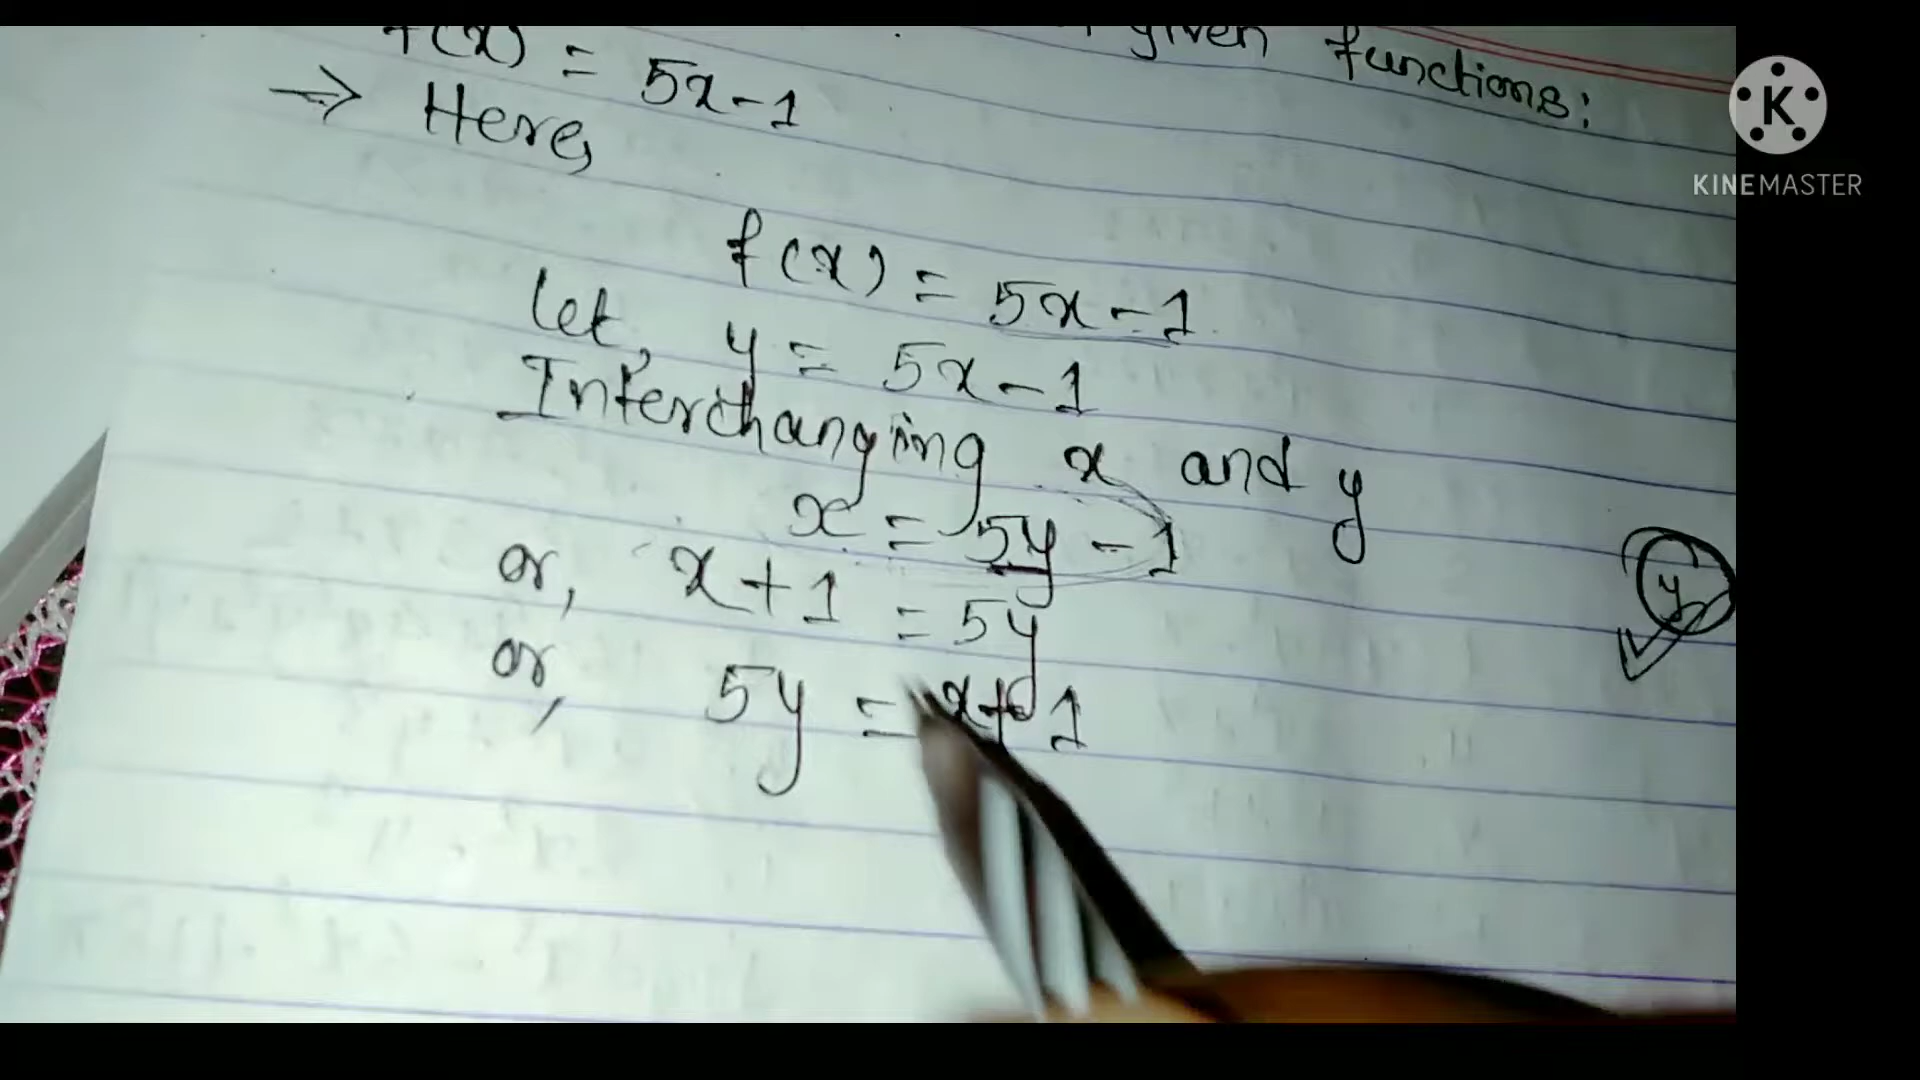 given functions:
f(x) = 5x-1
→ Here,
f(x) = 5x-1
let, y = 5x-1
Interchanging x and y
x = 5y - 1
or, x+1 = 5y
or, 5y = x+1
y
K
KINEMASTER